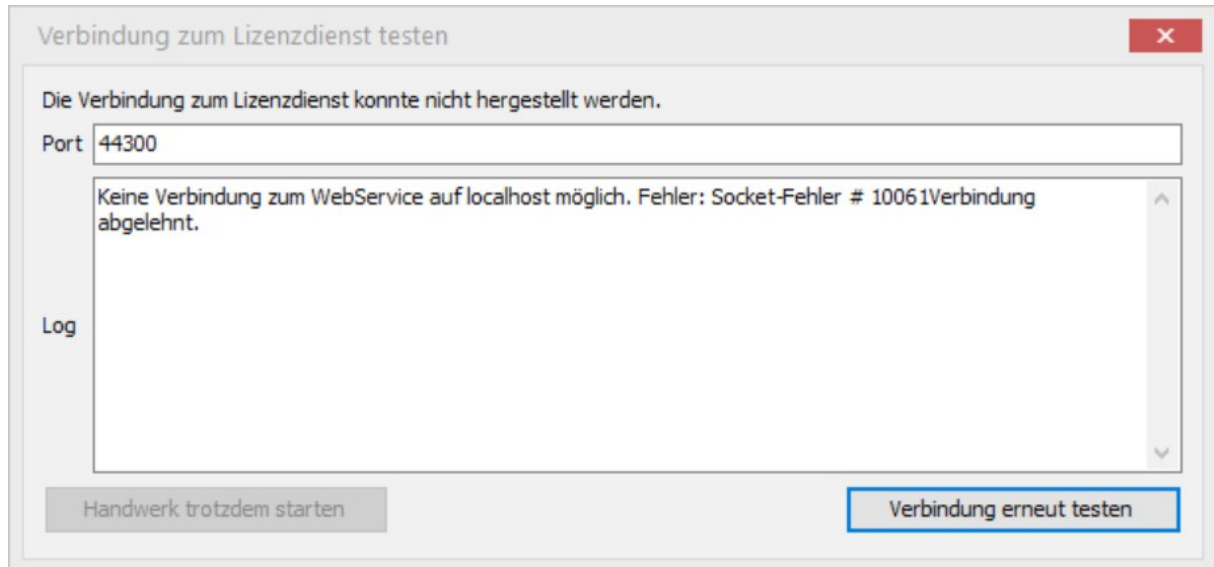 Verbindung zum Lizenzdienst testen
Die Verbindung zum Lizenzdienst konnte nicht hergestellt werden.
Port 44300
Keine Verbindung zum WebService auf localhost möglich. Fehler: Socket-Fehler # 10061Verbindung
abgelehnt.
Log
Handwerk trotzdem starten Verbindung erneut testen